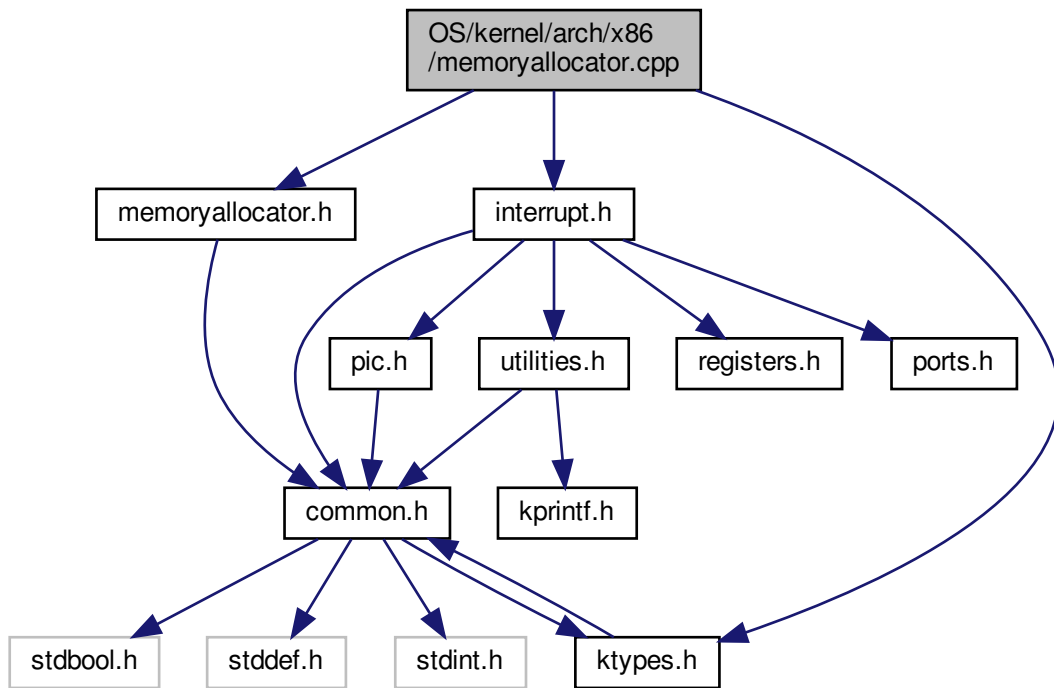 OS/kernel/arch/x86
/memoryallocator.cpp
memoryallocator.h
interrupt.h
pic.h
utilities.h
registers.h
ports.h
common.h
kprintf.h
stdbool.h
stddef.h
stdint.h
ktypes.h